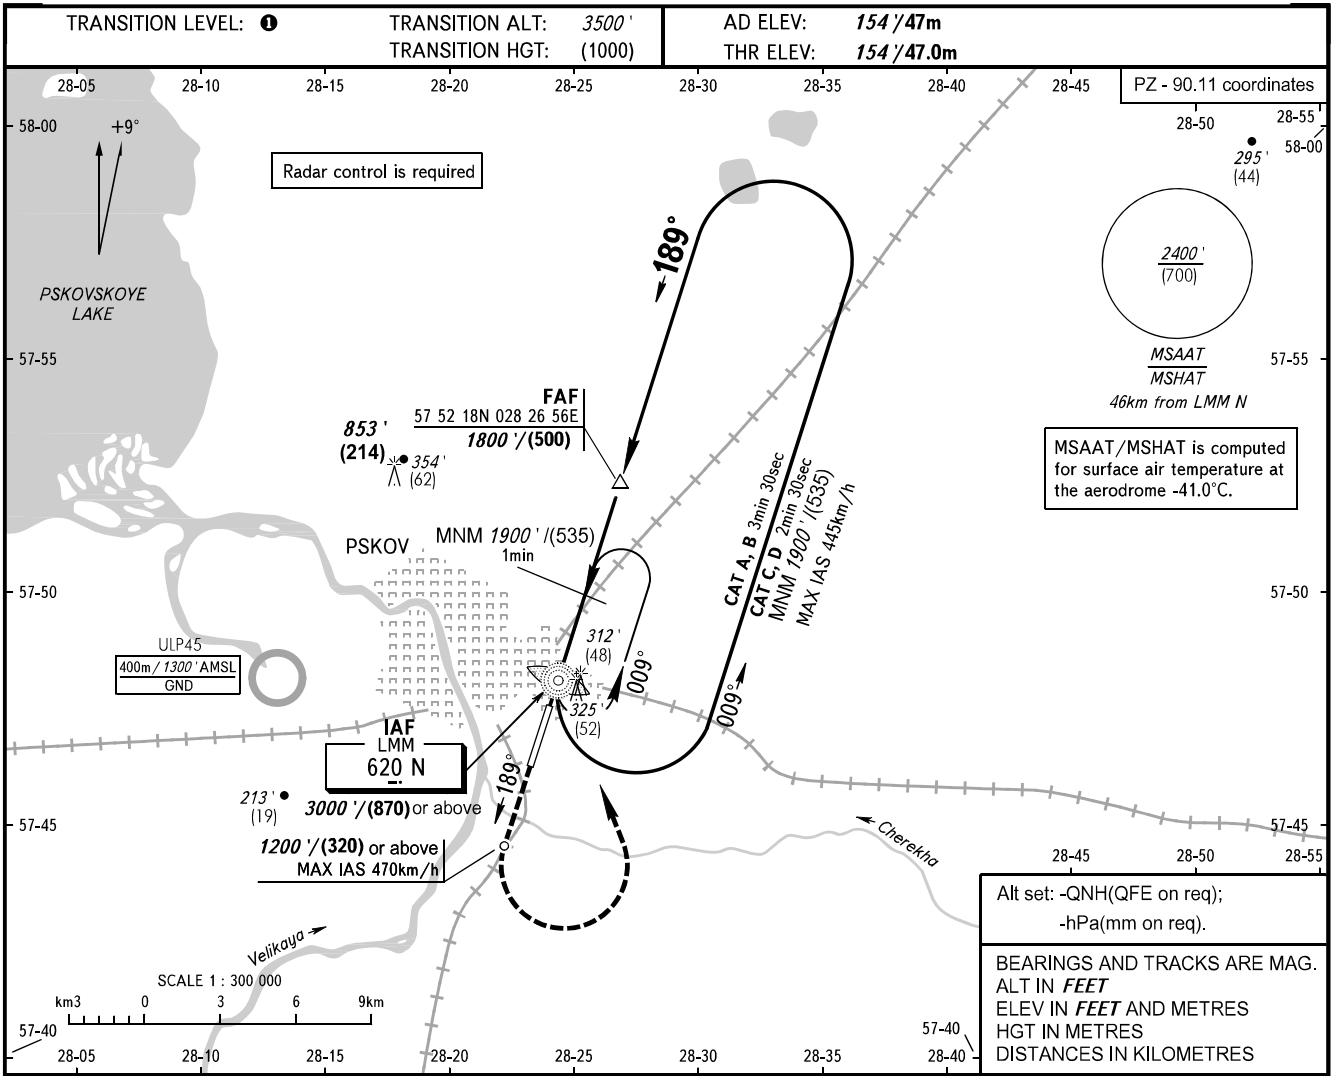 TRANSITION LEVEL: ❶
TRANSITION ALT: 3500'
TRANSITION HGT: (1000)
AD ELEV: 154'/47m
THR ELEV: 154'/47.0m
28-05 28-10 28-15 28-20 28-25 28-30 28-35 28-40 28-45
PZ - 90.11 coordinates
28-50
28-55
58-00
58-00
+9°
295'
(44)
Radar control is required
189°
2400'
(700)
PSKOVSKOYE
LAKE
57-55
57-55
MSAAT
MSHAT
46km from LMM N
FAF
57 52 18N 028 26 56E
1800'/(500)
853'
(214)
354'
(62)
MSAAT/MSHAT is computed
for surface air temperature at
the aerodrome -41.0°C.
CAT A, B 3min 30sec
CAT C, D 2min 30sec
MNM 1900'/(535)
MAX IAS 445km/h
MNM 1900'/(535)
1min
PSKOV
57-50
57-50
ULP45
400m/1300'AMSL
GND
312'
(48)
009°
009°
325'
(52)
IAF
LMM
620 N
3000'/(870) or above
189°
213'
(19)
1200'/(320) or above
MAX IAS 470km/h
57-45
57-45
Cherekha
28-45 28-50 28-55
Velikaya
Alt set: -QNH(QFE on req);
-hPa(mm on req).
BEARINGS AND TRACKS ARE MAG.
ALT IN FEET
ELEV IN FEET AND METRES
HGT IN METRES
DISTANCES IN KILOMETRES
SCALE 1 : 300 000
km3 0 3 6 9km
57-40
57-40
28-05 28-10 28-15 28-20 28-25 28-30 28-35 28-40